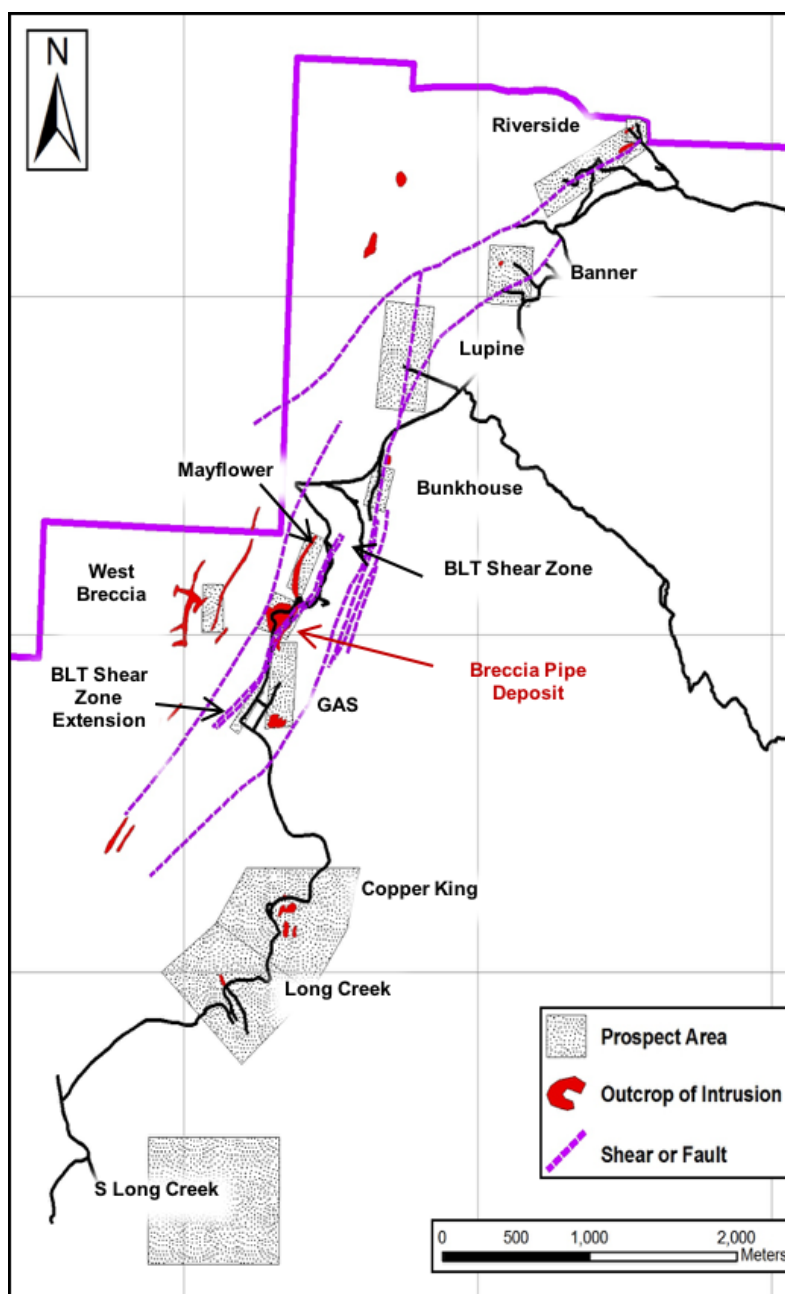 N
Riverside
Banner
Lupine
Mayflower
Bunkhouse
West
Breccia
BLT Shear Zone
Breccia Pipe
Deposit
BLT Shear
Zone
Extension
GAS
Copper King
Long Creek
S Long Creek
Prospect Area
Outcrop of Intrusion
Shear or Fault
0 500 1,000 2,000
Meters